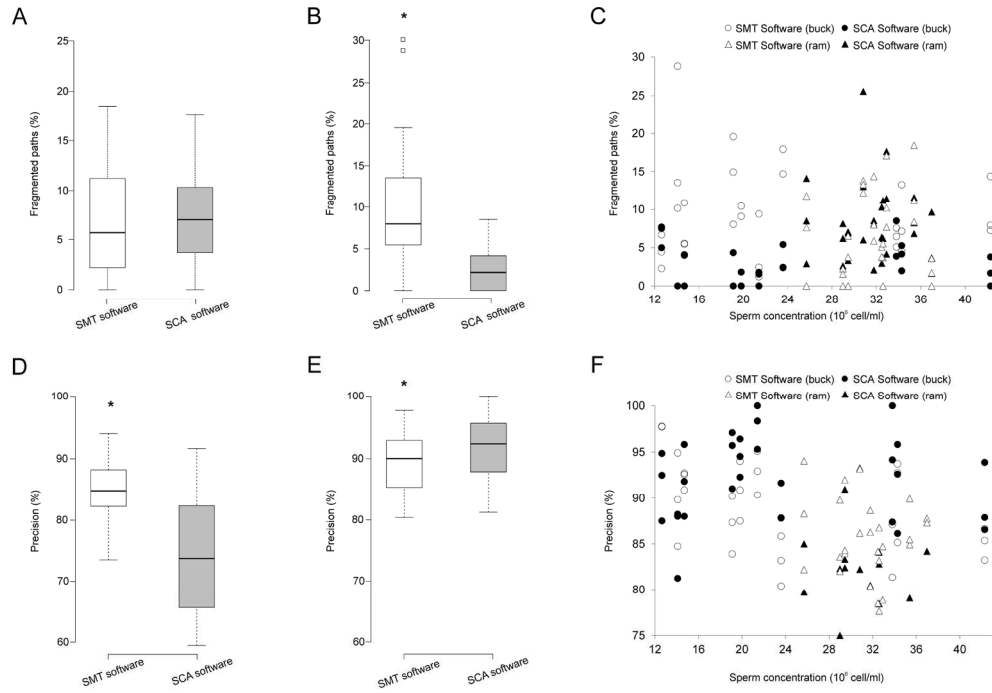 A
25
20
15
10
5
0
Fragmented paths (%)
SMT software
SCA software
B
*
30
25
20
15
10
5
0
Fragmented paths (%)
SMT software
SCA software
C
SMT Software (buck)
SCA Software (buck)
SMT Software (ram)
SCA Software (ram)
30
25
20
15
10
5
0
Fragmented paths (%)
12 16 20 24 28 32 36 40
Sperm concentration (10⁶ cell/ml)
D
*
100
90
80
70
60
Precision (%)
SMT software
SCA software
E
*
100
90
80
70
60
Precision (%)
SMT software
SCA software
F
SMT Software (buck)
SCA Software (buck)
SMT Software (ram)
SCA Software (ram)
100
95
90
85
80
75
Precision (%)
12 16 20 24 28 32 36 40
Sperm concentration (10⁶ cell/ml)